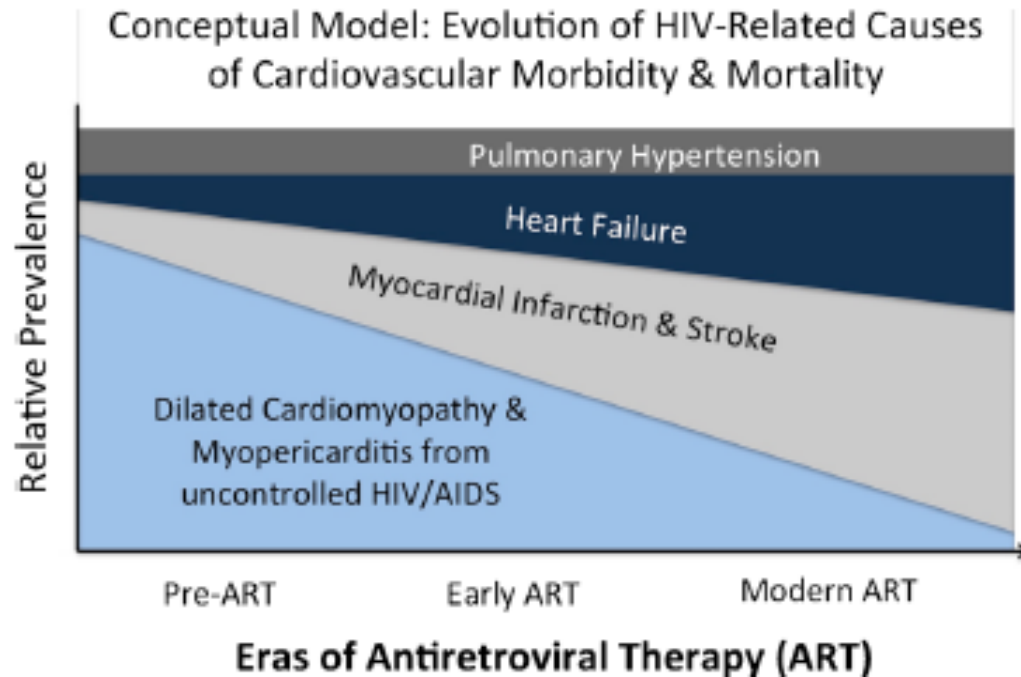 Conceptual Model: Evolution of HIV-Related Causes
of Cardiovascular Morbidity & Mortality
Relative Prevalence
Pulmonary Hypertension
Heart Failure
Myocardial Infarction & Stroke
Dilated Cardiomyopathy &
Myopericarditis from
uncontrolled HIV/AIDS
Pre-ART
Early ART
Modern ART
Eras of Antiretroviral Therapy (ART)